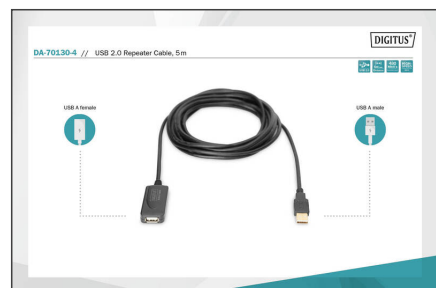 DIGITUS®
DA-70130-4 // USB 2.0 Repeater Cable, 5 m
USB A female
USB A male